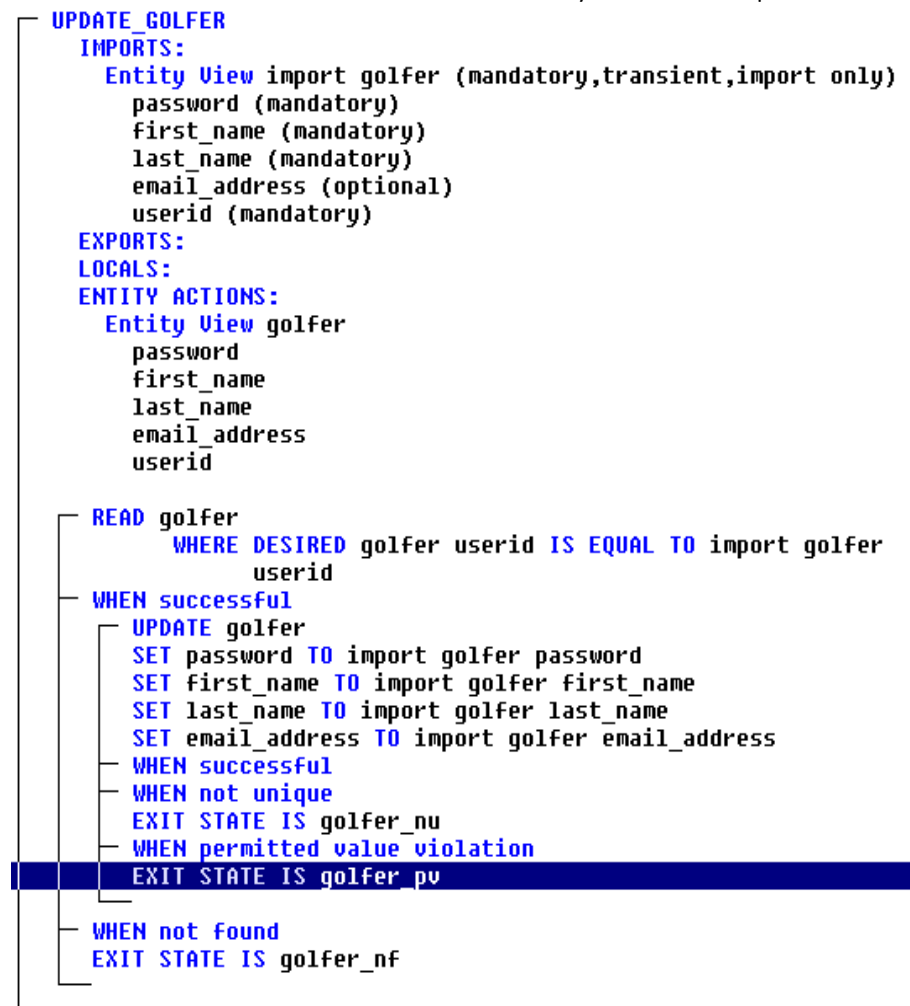 UPDATE_GOLFER
IMPORTS:
Entity View import golfer (mandatory,transient,import only)
password (mandatory)
first_name (mandatory)
last_name (mandatory)
email_address (optional)
userid (mandatory)
EXPORTS:
LOCALS:
ENTITY ACTIONS:
Entity View golfer
password
first_name
last_name
email_address
userid
READ golfer
WHERE DESIRED golfer userid IS EQUAL TO import golfer
userid
WHEN successful
UPDATE golfer
SET password TO import golfer password
SET first_name TO import golfer first_name
SET last_name TO import golfer last_name
SET email_address TO import golfer email_address
WHEN successful
WHEN not unique
EXIT STATE IS golfer_nu
WHEN permitted value violation
EXIT STATE IS golfer_pv
WHEN not found
EXIT STATE IS golfer_nf